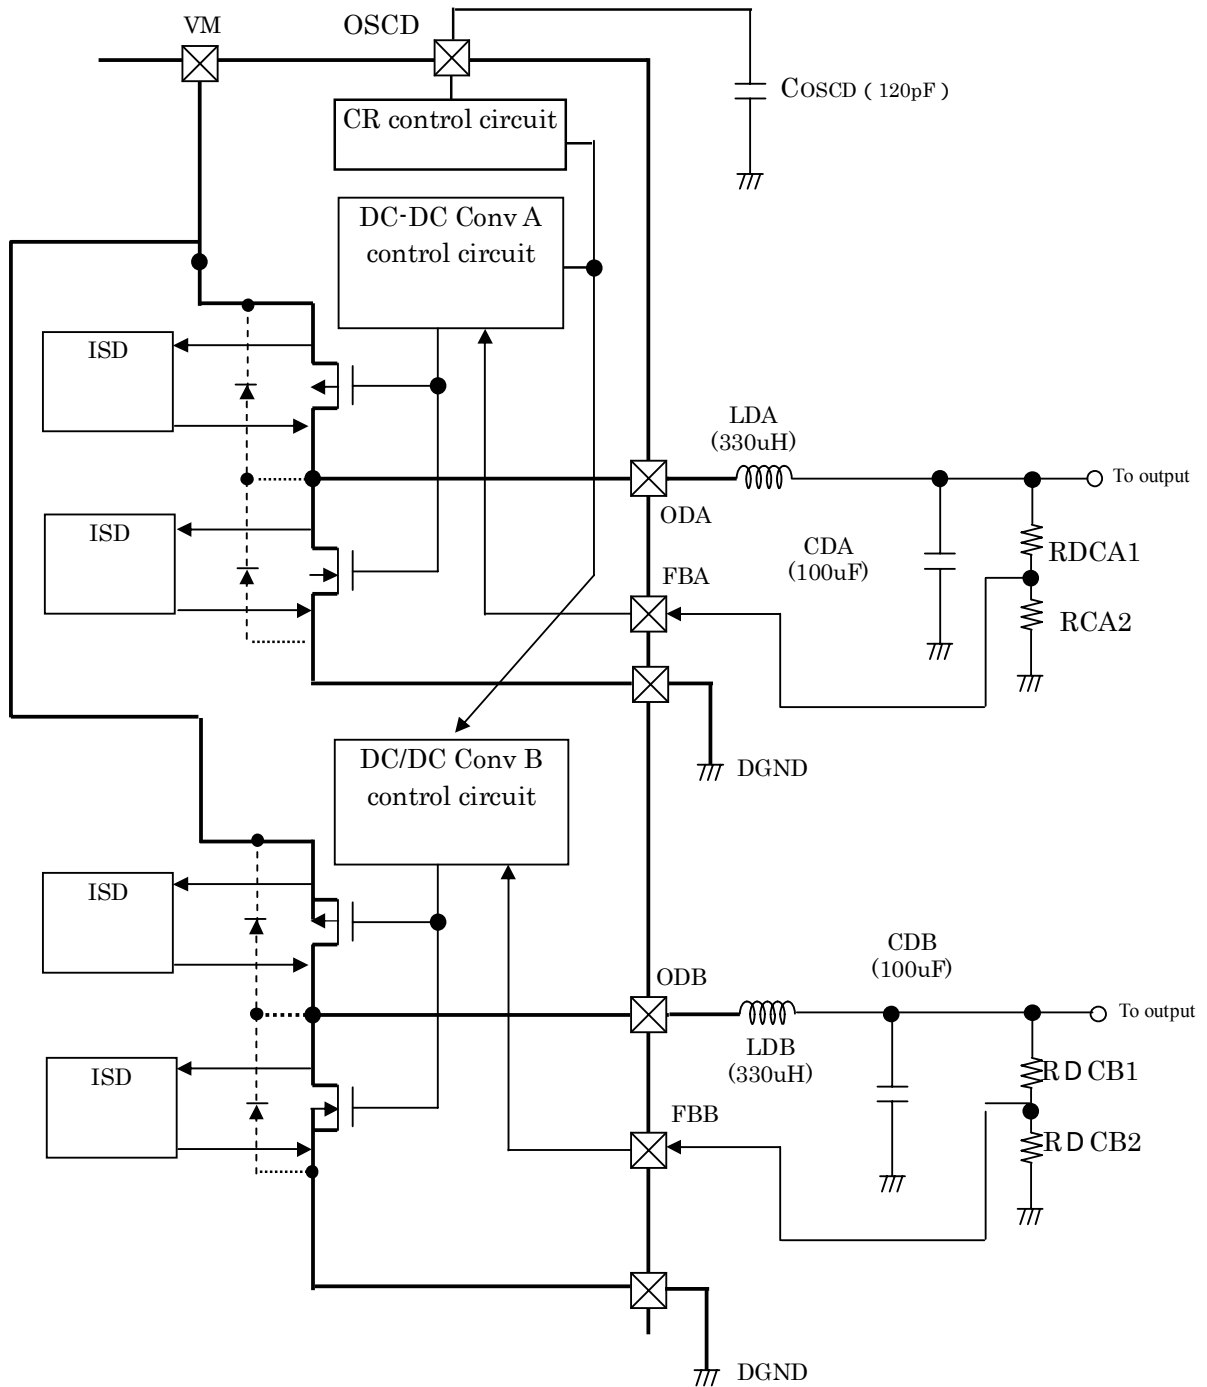 VM
OSCD
COSCD ( 120pF )
CR control circuit
DC-DC Conv A
control circuit
ISD
LDA
(330uH)
To output
ISD
ODA
CDA
(100uF)
RDCA1
FBA
RCA2
DC/DC Conv B
control circuit
DGND
ISD
CDB
(100uF)
ODB
To output
LDB
(330uH)
ISD
RDCB1
FBB
RDCB2
DGND